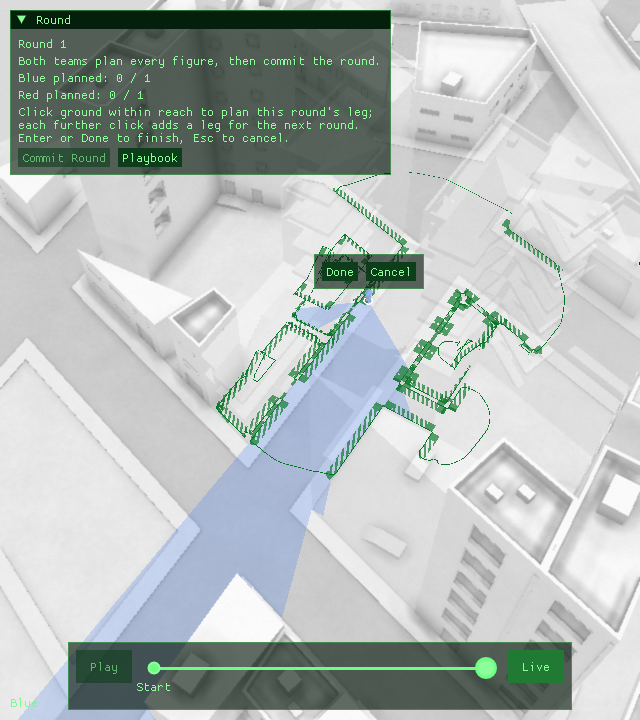 Round
Round 1
Both teams plan every figure, then commit the round.
Blue planned: 0 / 1
Red planned: 0 / 1
Click ground within reach to plan this round's leg;
each further click adds a leg for the next round.
Enter or Done to finish, Esc to cancel.
Commit Round Playbook
Done Cancel
Play Live
Start
Blue